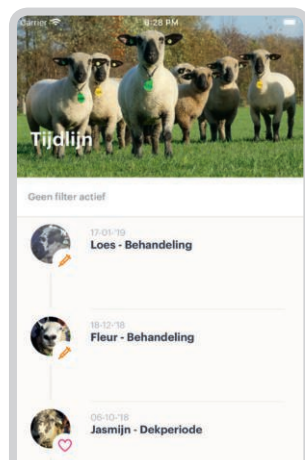 Carrier 8:28 PM
Tijdlijn
Geen filter actief
17-01-'19
Loes - Behandeling
18-12-'18
Fleur - Behandeling
06-10-'18
Jasmijn - Dekperiode